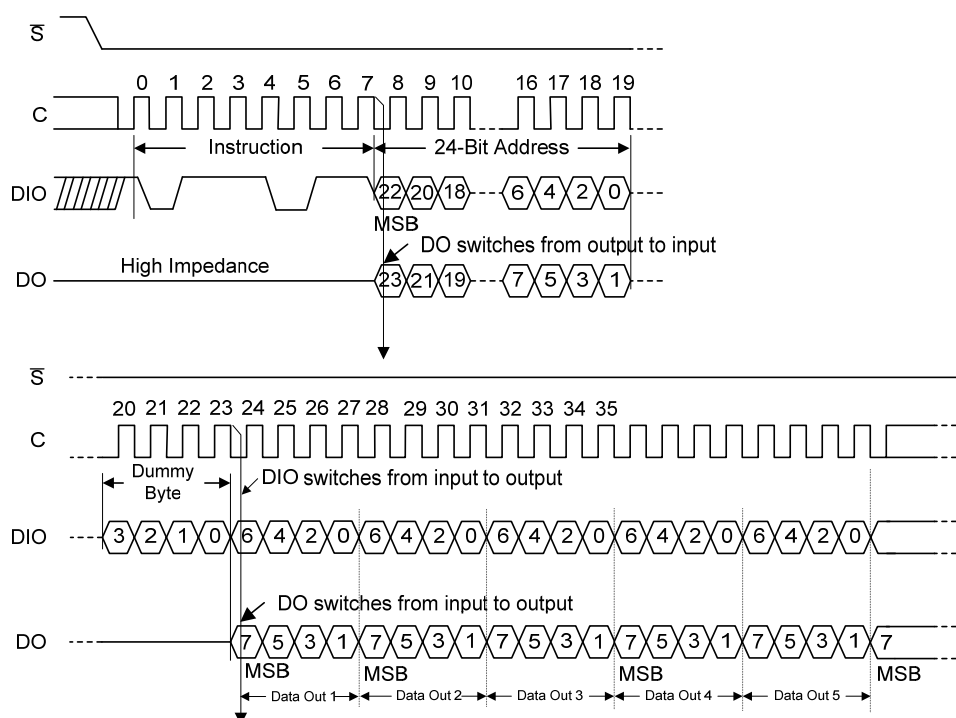 S
0 1 2 3 4 5 6 7 8 9 10 16 17 18 19
C
Instruction 24-Bit Address
DIO 22 20 18 6 4 2 0
MSB
DO switches from output to input
High Impedance
DO 23 21 19 7 5 3 1
S
20 21 22 23 24 25 26 27 28 29 30 31 32 33 34 35
C
Dummy
Byte
DIO switches from input to output
DIO 3 2 1 0 6 4 2 0 6 4 2 0 6 4 2 0 6 4 2 0 6 4 2 0
DO switches from input to output
DO 7 5 3 1 7 5 3 1 7 5 3 1 7 5 3 1 7 5 3 1 7
MSB MSB MSB MSB
Data Out 1 Data Out 2 Data Out 3 Data Out 4 Data Out 5